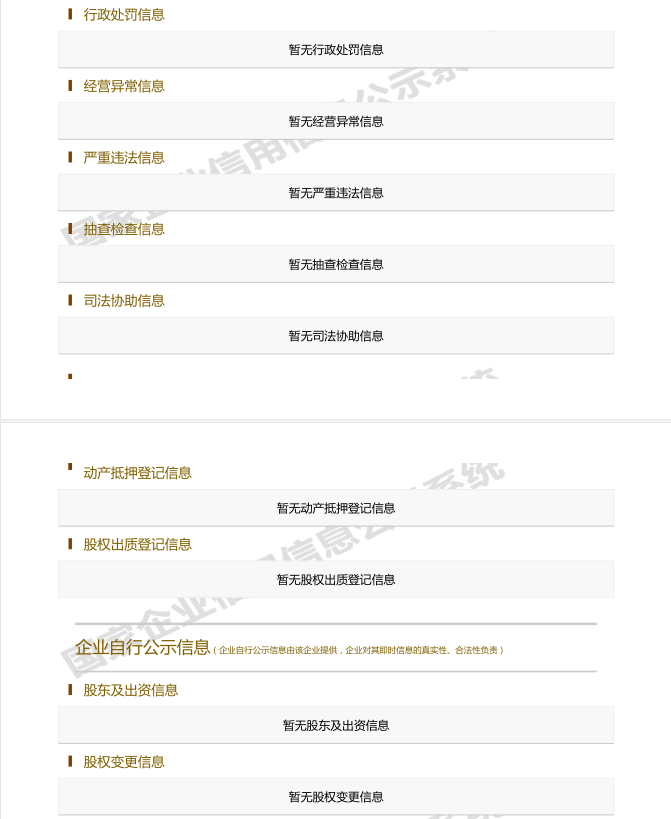 行政处罚信息
暂无行政处罚信息
经营异常信息
暂无经营异常信息
严重违法信息
暂无严重违法信息
抽查检查信息
暂无抽查检查信息
司法协助信息
暂无司法协助信息
动产抵押登记信息
暂无动产抵押登记信息
股权出质登记信息
暂无股权出质登记信息
企业自行公示信息（企业自行公示信息由该企业提供，企业对其即时信息的真实性、合法性负责）
股东及出资信息
暂无股东及出资信息
股权变更信息
暂无股权变更信息